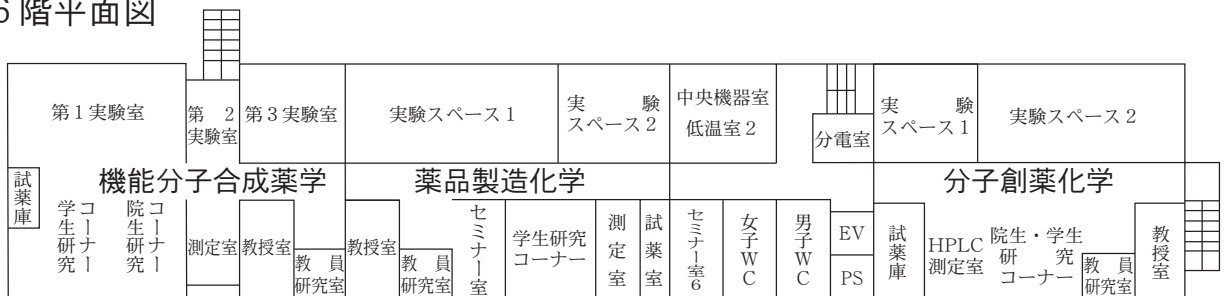 6階平面図
第1実験室
第 2
実験室
第3実験室
実験スペース1
実 験
スペース2
中央機器室
低温室2
分電室
実 験
スペース1
実験スペース2
機能分子合成薬学
薬品製造化学
分子創薬化学
試薬庫
学生研究
コーナー
院生研究
コーナー
測定室
教授室
教 員
研究室
教授室
教 員
研究室
セミナー室
学生研究
コーナー
測定室
試薬室
セミナー室6
女子WC
男子WC
EV
PS
試薬庫
HPLC
測定室
院生・学生
研 究
コーナー
教 員
研究室
教授室